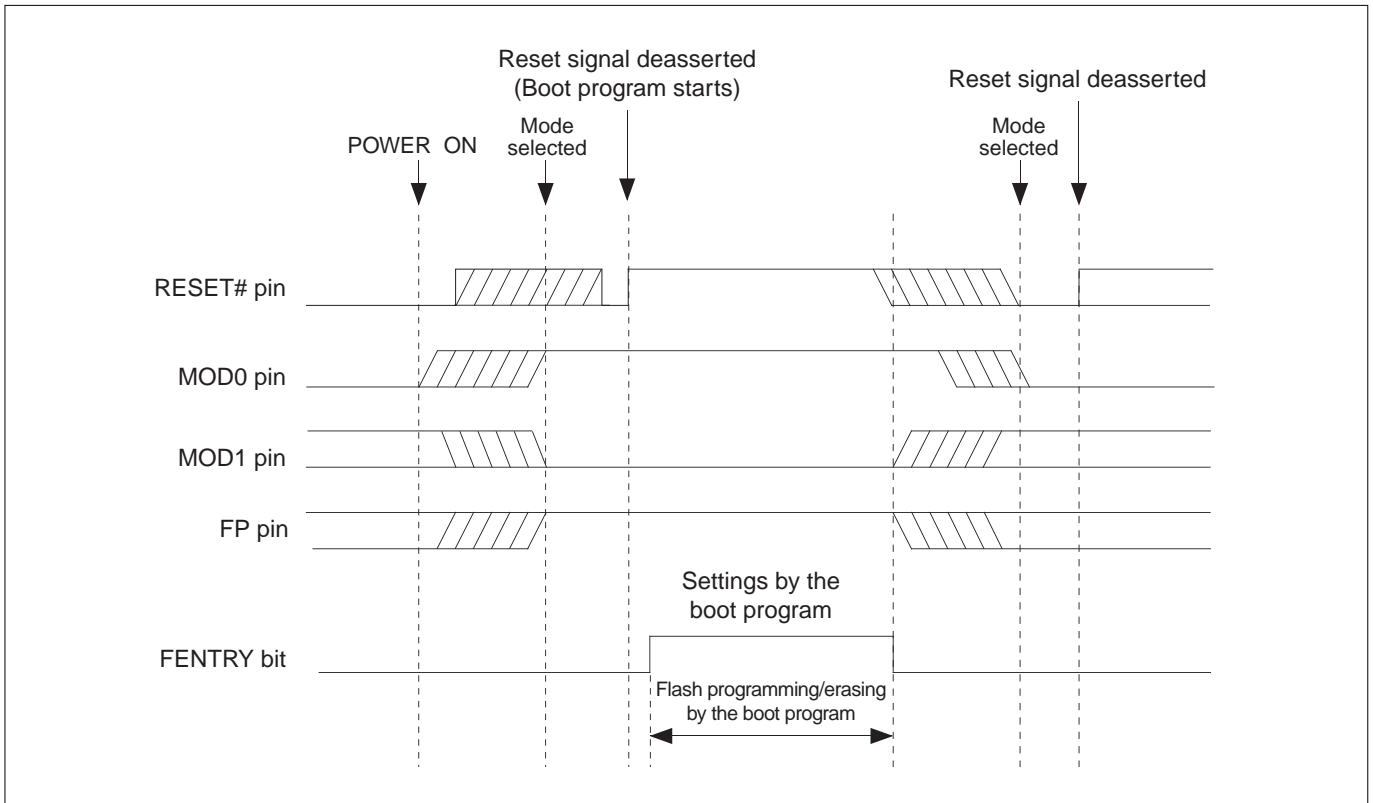 Reset signal deasserted
(Boot program starts)
Reset signal deasserted
POWER ON
Mode
selected
Mode
selected
RESET# pin
MOD0 pin
MOD1 pin
FP pin
Settings by the
boot program
FENTRY bit
Flash programming/erasing
by the boot program